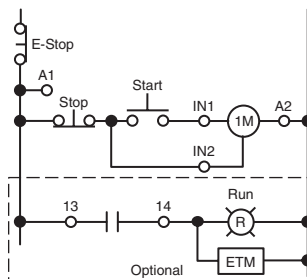 E-Stop
A1
Stop
Start
IN1
1M
A2
IN2
13
14
Run
R
ETM
Optional